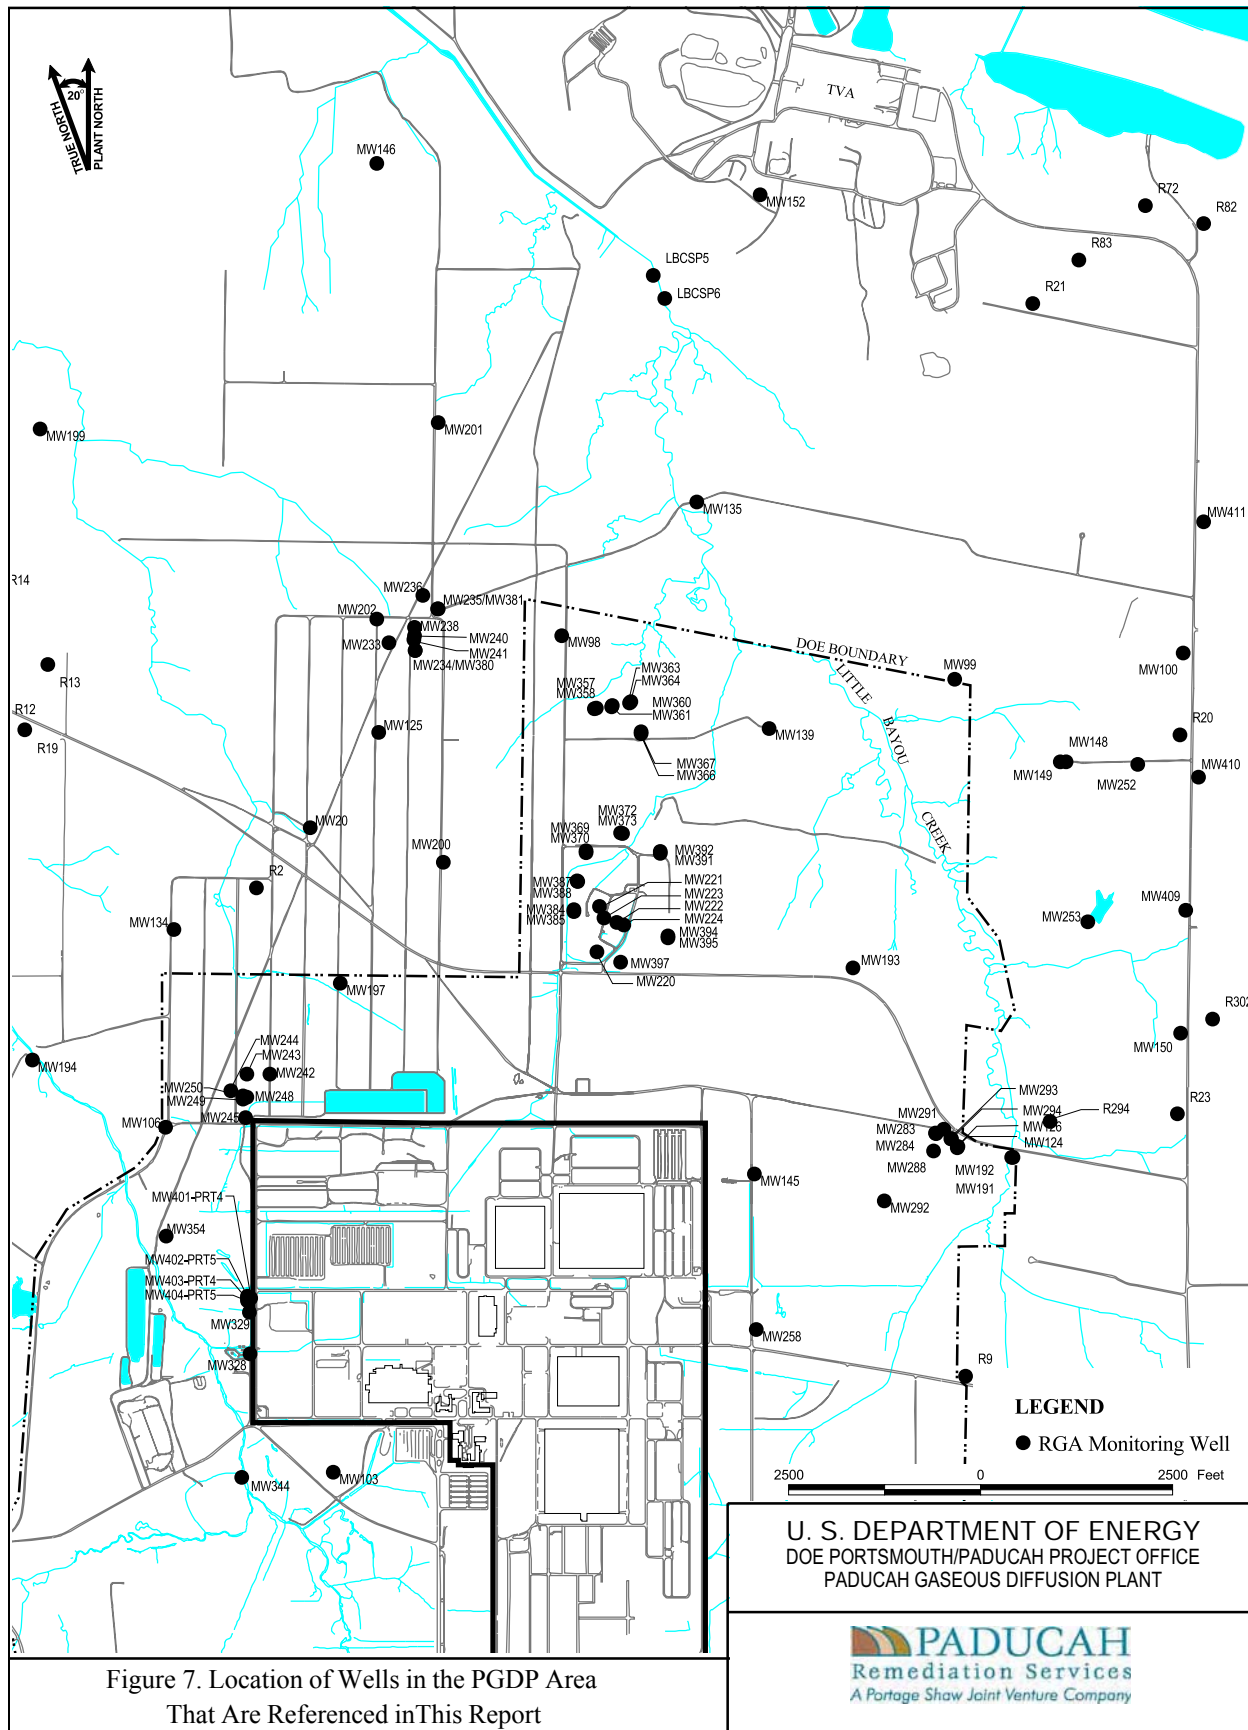 TRUE NORTH
20°
PLANT NORTH
TVA
MW146
MW152
R72
R82
R83
R21
LBCSP5
LBCSP6
MW199
MW201
MW135
MW411
R14
MW236
MW235/MW381
MW202
MW238
MW240
MW233
MW241
MW234/MW380
MW98
DOE BOUNDARY
MW99
MW100
R13
MW363
MW364
MW357
MW358
MW360
MW361
LITTLE
BAYOU
CREEK
R12
R19
MW125
MW139
R20
MW148
MW149
MW252
MW410
MW367
MW366
MW20
MW200
MW372
MW373
MW369
MW370
MW392
MW391
R2
MW387
MW388
MW221
MW223
MW222
MW224
MW384
MW385
MW394
MW395
MW409
MW253
MW134
MW397
MW220
MW193
MW197
R302
MW150
MW194
MW244
MW243
MW242
MW250
MW249
MW248
MW245
MW106
MW293
MW291
MW294
R294
R23
MW283
MW126
MW284
MW124
MW288
MW192
MW191
MW145
MW292
MW401-PRT4
MW354
MW402-PRT5
MW403-PRT4
MW404-PRT5
MW329
MW328
MW258
R9
MW344
MW103
LEGEND
RGA Monitoring Well
2500 0 2500 Feet
U. S. DEPARTMENT OF ENERGY
DOE PORTSMOUTH/PADUCAH PROJECT OFFICE
PADUCAH GASEOUS DIFFUSION PLANT
PADUCAH
Remediation Services
A Portage Shaw Joint Venture Company
Figure 7. Location of Wells in the PGDP Area
That Are Referenced inThis Report